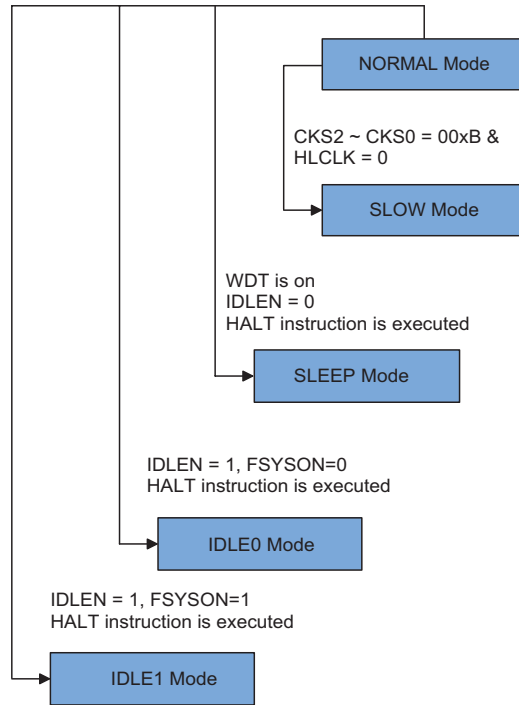 NORMAL Mode
CKS2 ~ CKS0 = 00xB &
HLCLK = 0
SLOW Mode
WDT is on
IDLEN = 0
HALT instruction is executed
SLEEP Mode
IDLEN = 1, FSYSON=0
HALT instruction is executed
IDLE0 Mode
IDLEN = 1, FSYSON=1
HALT instruction is executed
IDLE1 Mode